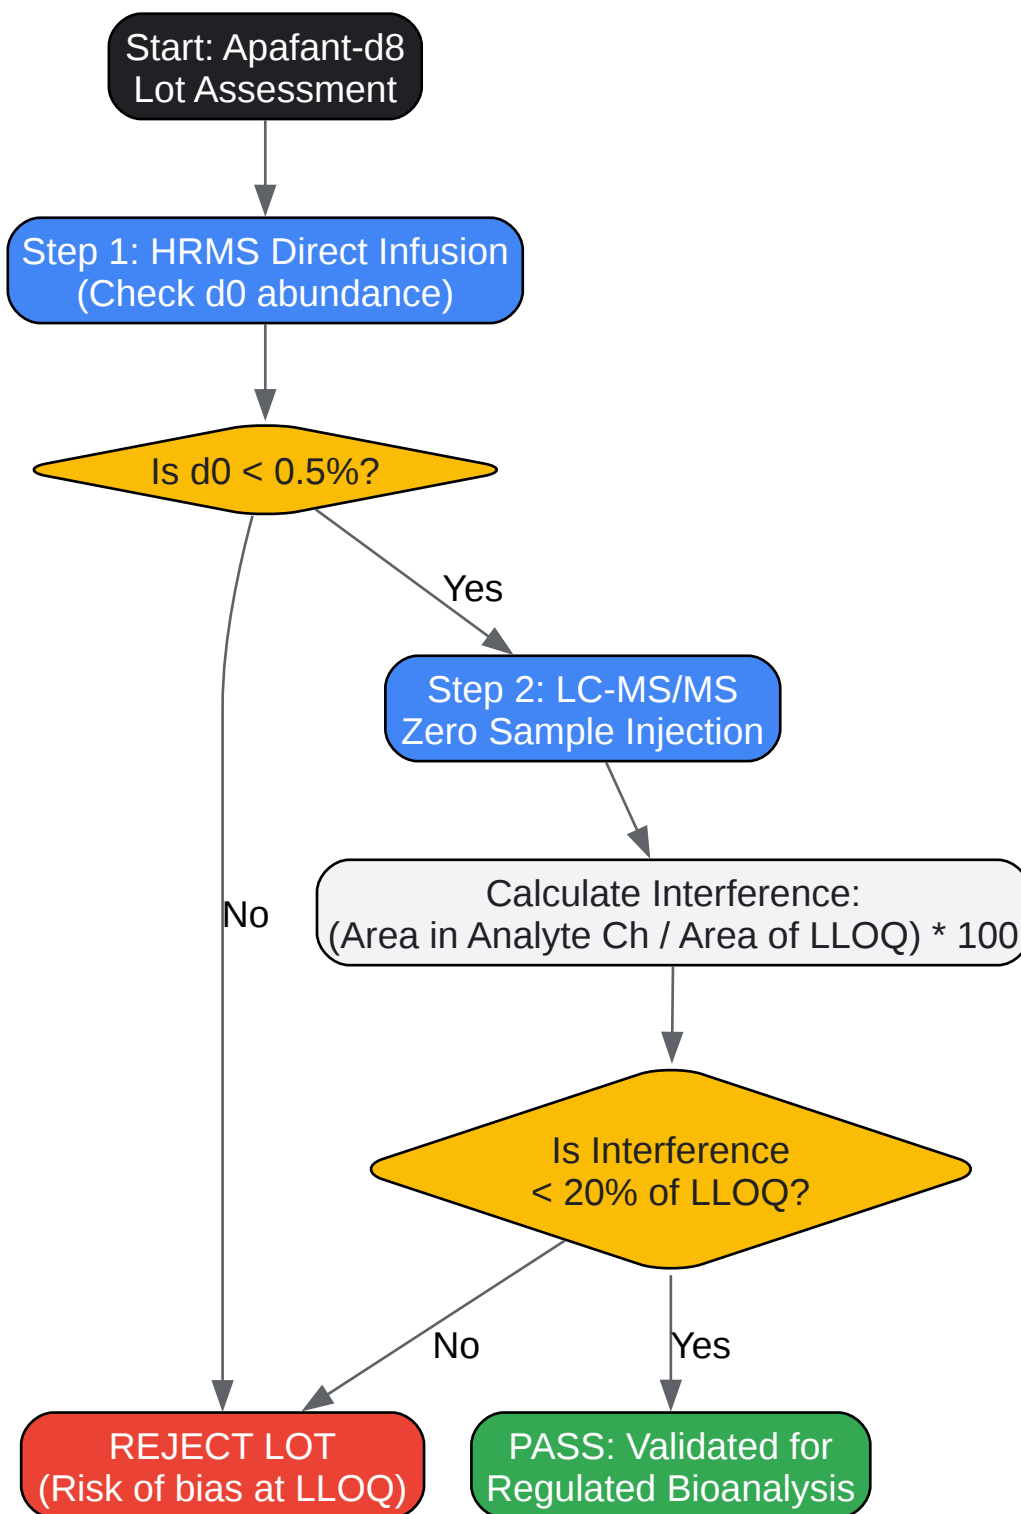 Start: Apafant-d8
Lot Assessment
Step 1: HRMS Direct Infusion
(Check d0 abundance)
Is d0 < 0.5%?
Yes
Step 2: LC-MS/MS
Zero Sample Injection
Calculate Interference:
(Area in Analyte Ch / Area of LLOQ) * 100
No
Is Interference
< 20% of LLOQ?
No
Yes
REJECT LOT
(Risk of bias at LLOQ)
PASS: Validated for
Regulated Bioanalysis